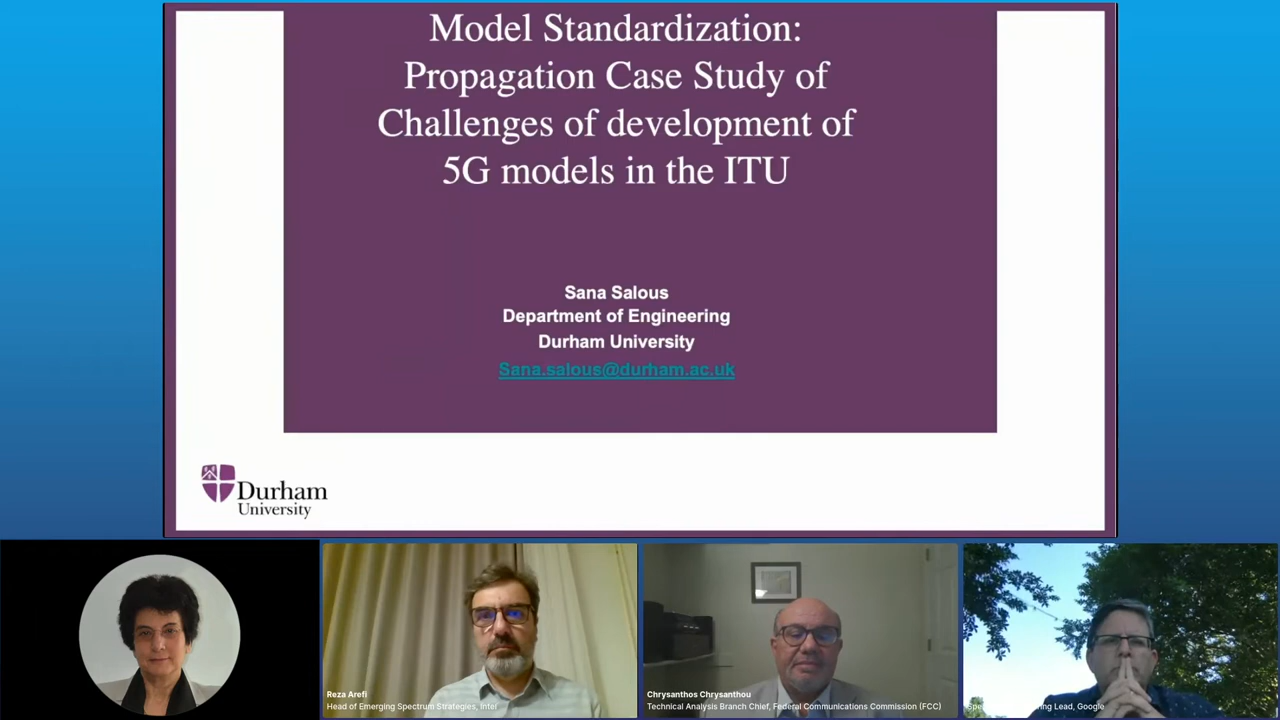 Model Standardization:
Propagation Case Study of
Challenges of development of
5G models in the ITU
Sana Salous
Department of Engineering
Durham University
Sana.salous@durham.ac.uk
Durham
University
Reza Arefi
Head of Emerging Spectrum Strategies, Intel
Chrysanthos Chrysanthou
Technical Analysis Branch Chief, Federal Communications Commission (FCC)
Lead, Google